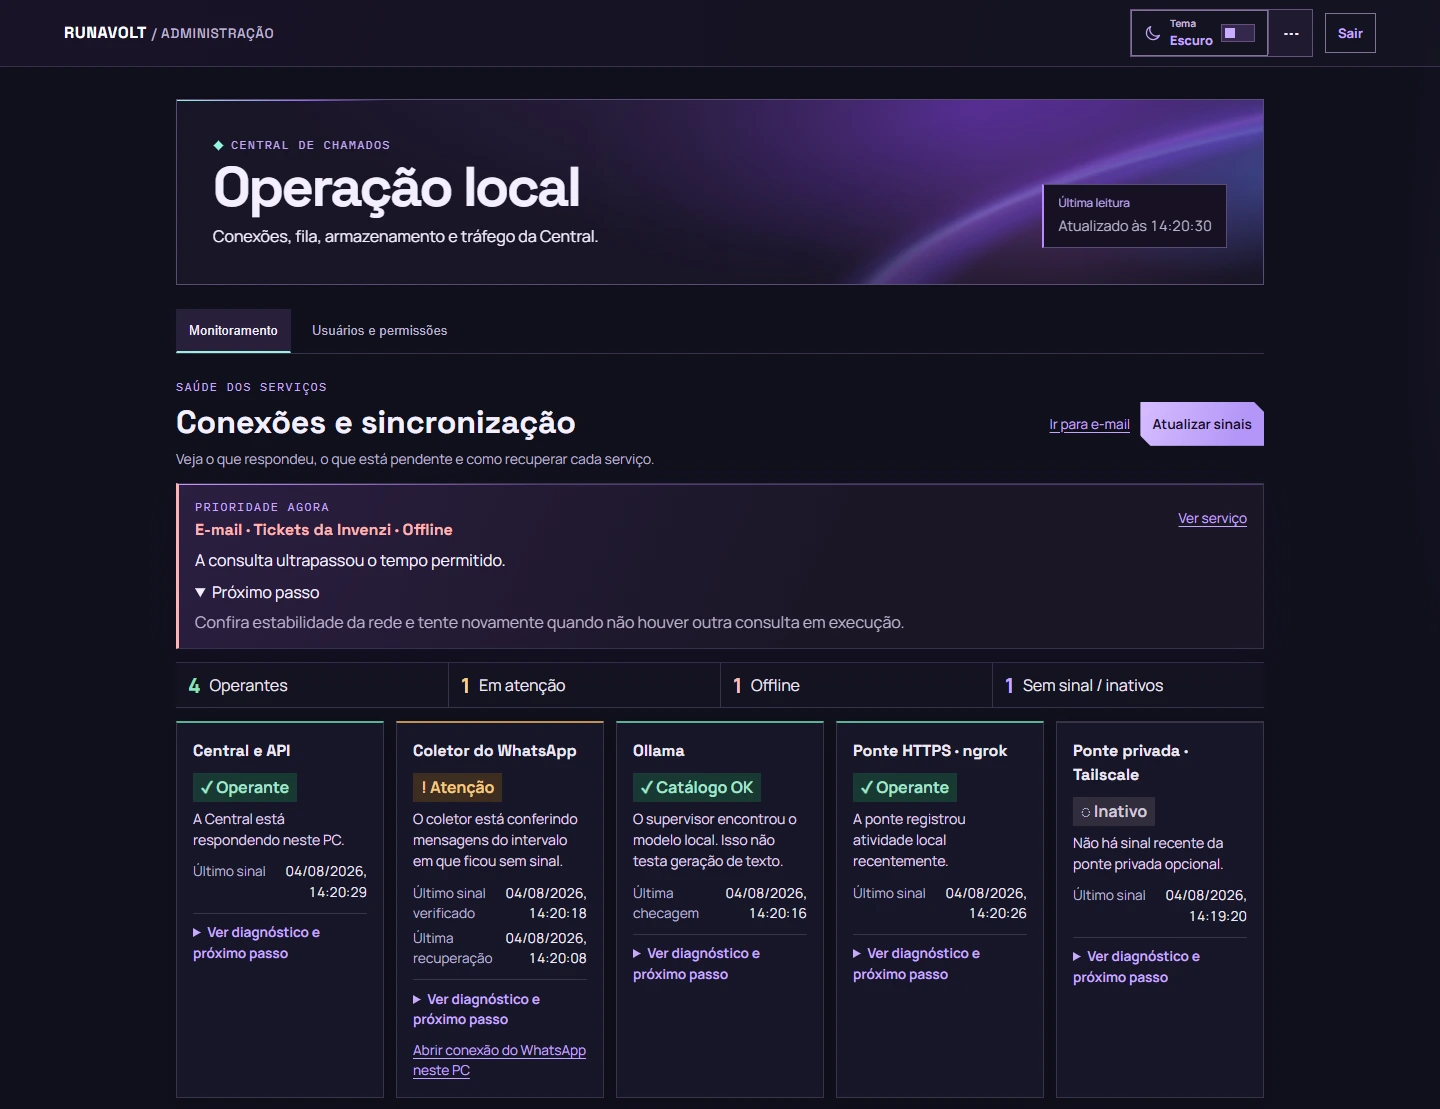 RUNAVOLT / ADMINISTRAÇÃO
Tema
Escuro
---
Sair
CENTRAL DE CHAMADOS
Operação local
Conexões, fila, armazenamento e tráfego da Central.
Última leitura
Atualizado às 14:20:30
Monitoramento
Usuários e permissões
SAÚDE DOS SERVIÇOS
Conexões e sincronização
Veja o que respondeu, o que está pendente e como recuperar cada serviço.
Ir para e-mail
Atualizar sinais
PRIORIDADE AGORA
E-mail · Tickets da Invenzi · Offline
Ver serviço
A consulta ultrapassou o tempo permitido.
▼ Próximo passo
Confira estabilidade da rede e tente novamente quando não houver outra consulta em execução.
4 Operantes
1 Em atenção
1 Offline
1 Sem sinal / inativos
Central e API
✓ Operante
A Central está
respondendo neste PC.
Último sinal 04/08/2026,
14:20:29
▶ Ver diagnóstico e
próximo passo
Coletor do WhatsApp
! Atenção
O coletor está conferindo
mensagens do intervalo
em que ficou sem sinal.
Último sinal 04/08/2026,
verificado 14:20:18
Última 04/08/2026,
recuperação 14:20:08
▶ Ver diagnóstico e
próximo passo
Abrir conexão do WhatsApp
neste PC
Ollama
✓ Catálogo OK
O supervisor encontrou o
modelo local. Isso não
testa geração de texto.
Última 04/08/2026,
checagem 14:20:16
▶ Ver diagnóstico e
próximo passo
Ponte HTTPS · ngrok
✓ Operante
A ponte registrou
atividade local
recentemente.
Último sinal 04/08/2026,
14:20:26
▶ Ver diagnóstico e
próximo passo
Ponte privada ·
Tailscale
◌ Inativo
Não há sinal recente da
ponte privada opcional.
Último sinal 04/08/2026,
14:19:20
▶ Ver diagnóstico e
próximo passo